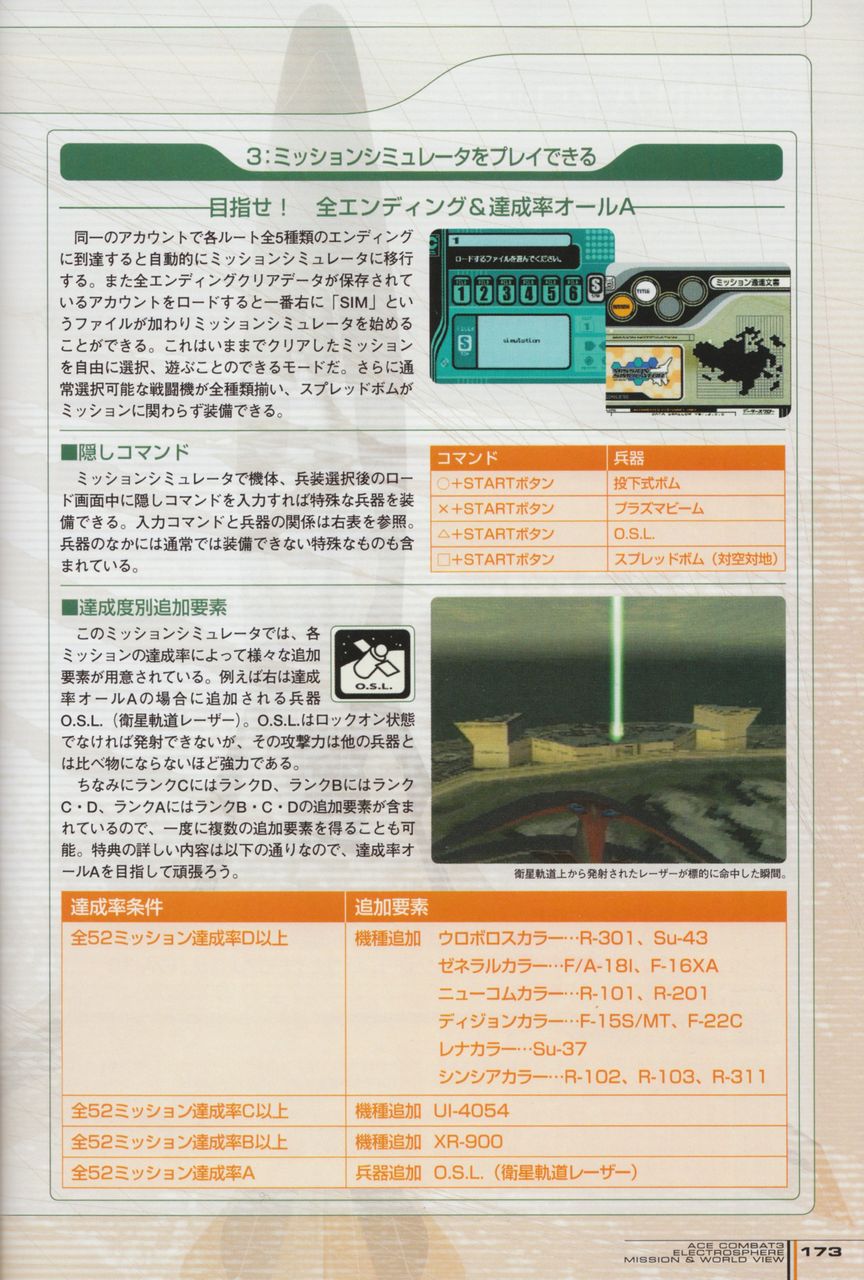 3：ミッションシミュレータをプレイできる
目指せ！　全エンディング＆達成率オールA
同一のアカウントで各ルート全5種類のエンディング
に到達すると自動的にミッションシミュレータに移行
する。また全エンディングクリアデータが保存されて
いるアカウントをロードすると一番右に「SIM」とい
うファイルが加わりミッションシミュレータを始める
ことができる。これはいままでクリアしたミッション
を自由に選択、遊ぶことのできるモードだ。さらに通
常選択可能な戦闘機が全種類揃い、スプレッドボムが
ミッションに関わらず装備できる。
1
ロードするファイルを選んでください。
1 2 3 4 5 6 S
S
simulation
TITLE
ミッション通達文書
MISSION
SIMULATOR
データースワロー
■隠しコマンド
ミッションシミュレータで機体、兵装選択後のロー
ド画面中に隠しコマンドを入力すれば特殊な兵器を装
備できる。入力コマンドと兵器の関係は右表を参照。
兵器のなかには通常では装備できない特殊なものも含
まれている。
コマンド　兵器
○+STARTボタン　投下式ボム
×+STARTボタン　プラズマビーム
△+STARTボタン　O.S.L.
□+STARTボタン　スプレッドボム（対空対地）
■達成度別追加要素
このミッションシミュレータでは、各
ミッションの達成率によって様々な追加
要素が用意されている。例えば右は達成
率オールAの場合に追加される兵器
O.S.L.（衛星軌道レーザー）。O.S.L.はロックオン状態
でなければ発射できないが、その攻撃力は他の兵器と
は比べ物にならないほど強力である。
ちなみにランクCにはランクD、ランクBにはランク
C・D、ランクAにはランクB・C・Dの追加要素が含ま
れているので、一度に複数の追加要素を得ることも可
能。特典の詳しい内容は以下の通りなので、達成率オ
ールAを目指して頑張ろう。
O.S.L.
衛星軌道上から発射されたレーザーが標的に命中した瞬間。
達成率条件　追加要素
全52ミッション達成率D以上　機種追加　ウロボロスカラー…R-301、Su-43
ゼネラルカラー…F/A-18I、F-16XA
ニューコムカラー…R-101、R-201
ディジョンカラー…F-15S/MT、F-22C
レナカラー…Su-37
シンシアカラー…R-102、R-103、R-311
全52ミッション達成率C以上　機種追加　UI-4054
全52ミッション達成率B以上　機種追加　XR-900
全52ミッション達成率A　兵器追加　O.S.L.（衛星軌道レーザー）
ACE COMBAT3
ELECTROSPHERE
MISSION & WORLD VIEW
173